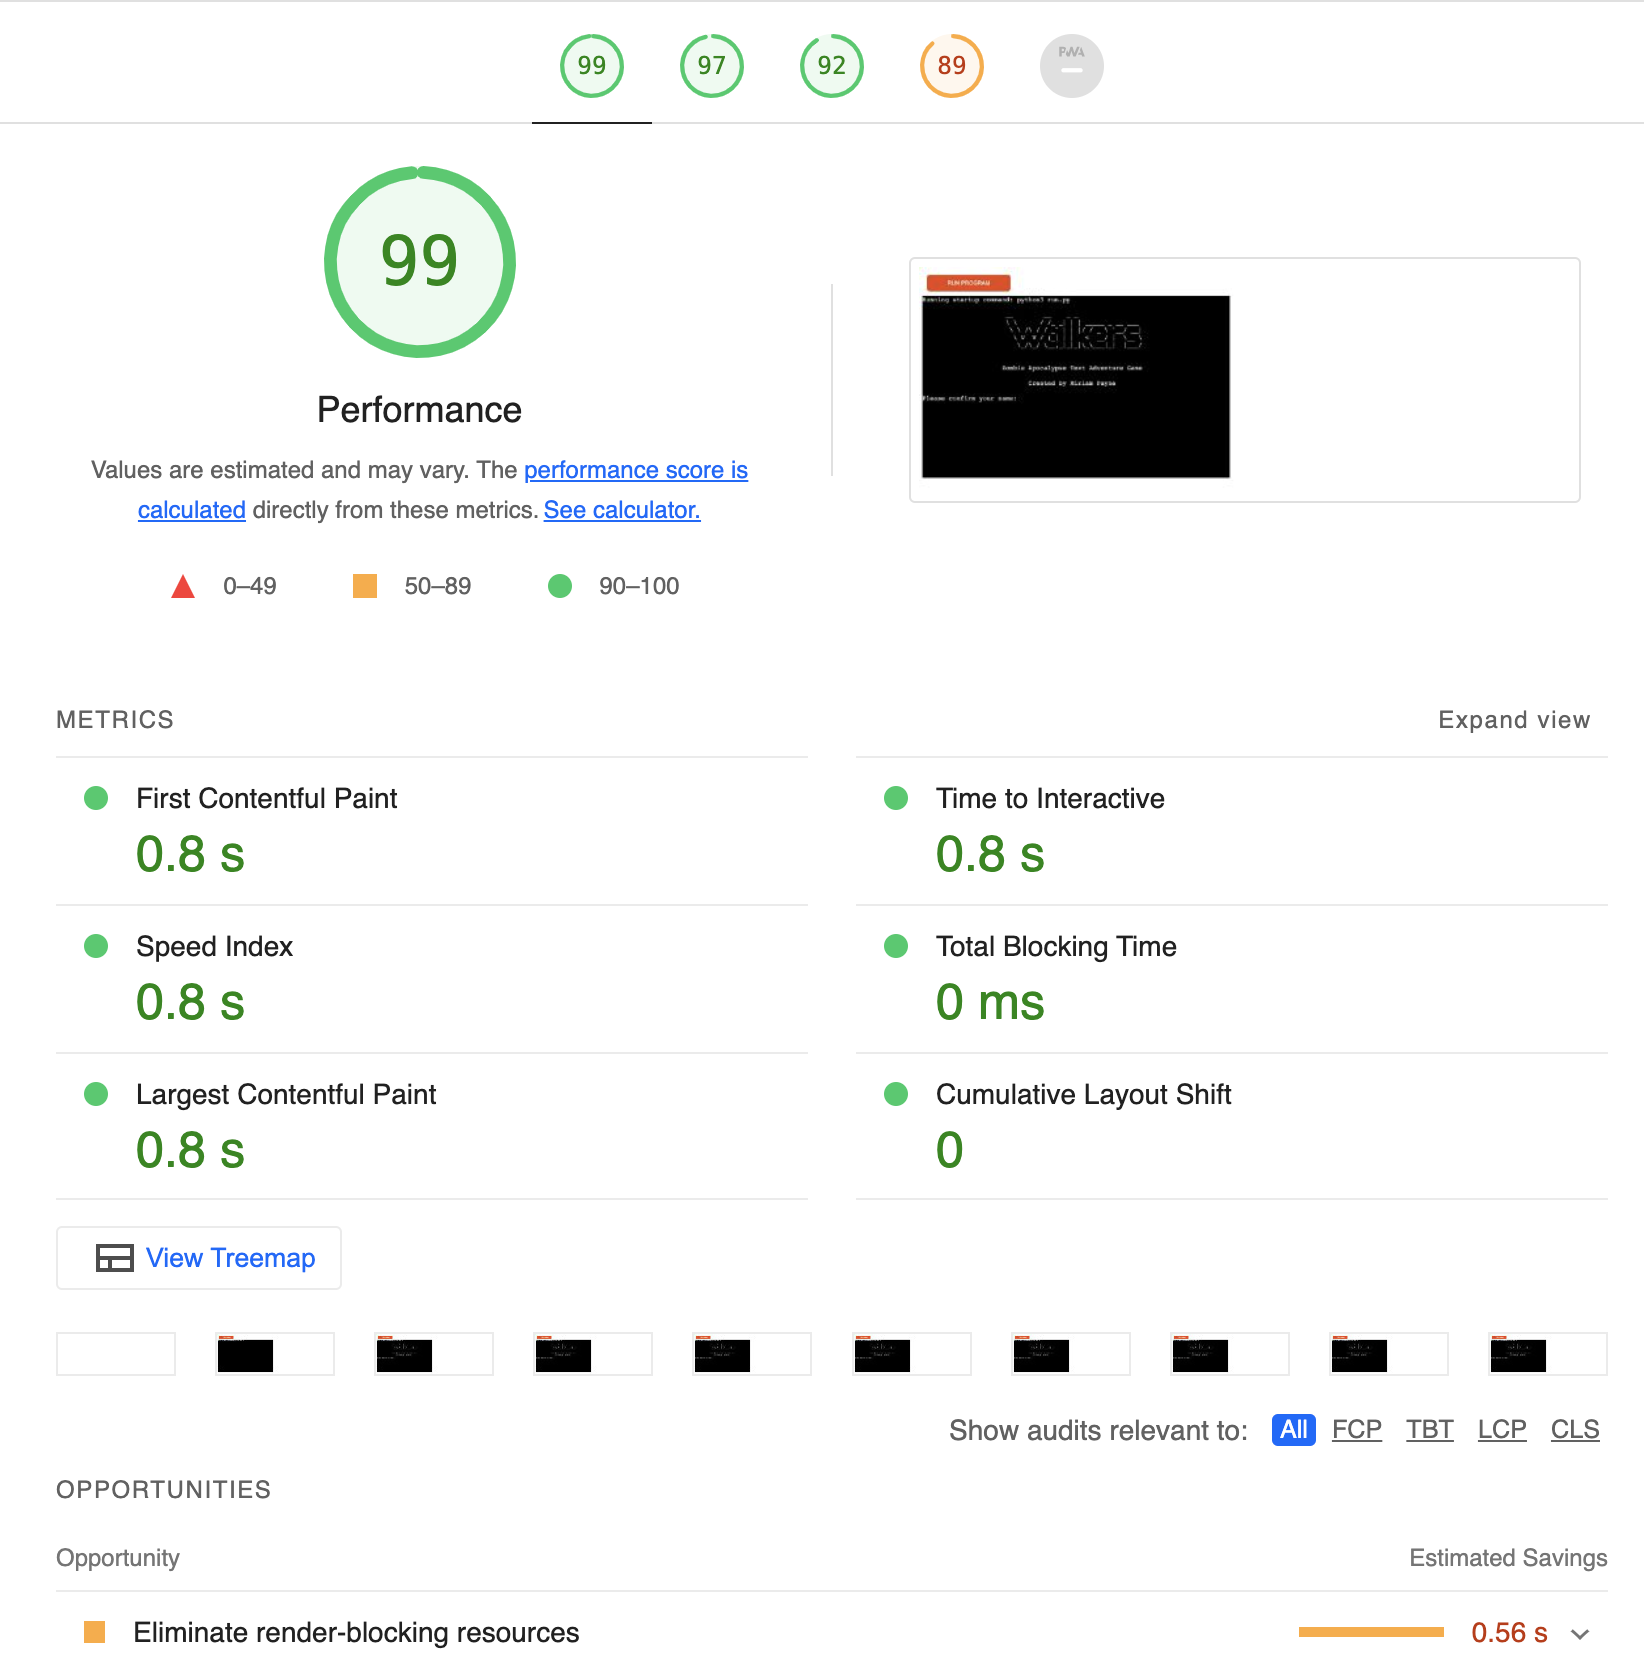 99 97 92 89 PWA
99
Performance
Values are estimated and may vary. The performance score is
calculated directly from these metrics. See calculator.
0–49 50–89 90–100
RUN PROGRAM
Running startup command: python3 run.py
Walkers
Zombie Apocalypse Text Adventure Game
Created by Miriam Payne
Please confirm your name:
METRICS Expand view
First Contentful Paint
0.8 s
Time to Interactive
0.8 s
Speed Index
0.8 s
Total Blocking Time
0 ms
Largest Contentful Paint
0.8 s
Cumulative Layout Shift
0
View Treemap
Show audits relevant to: All FCP TBT LCP CLS
OPPORTUNITIES
Opportunity Estimated Savings
Eliminate render-blocking resources 0.56 s